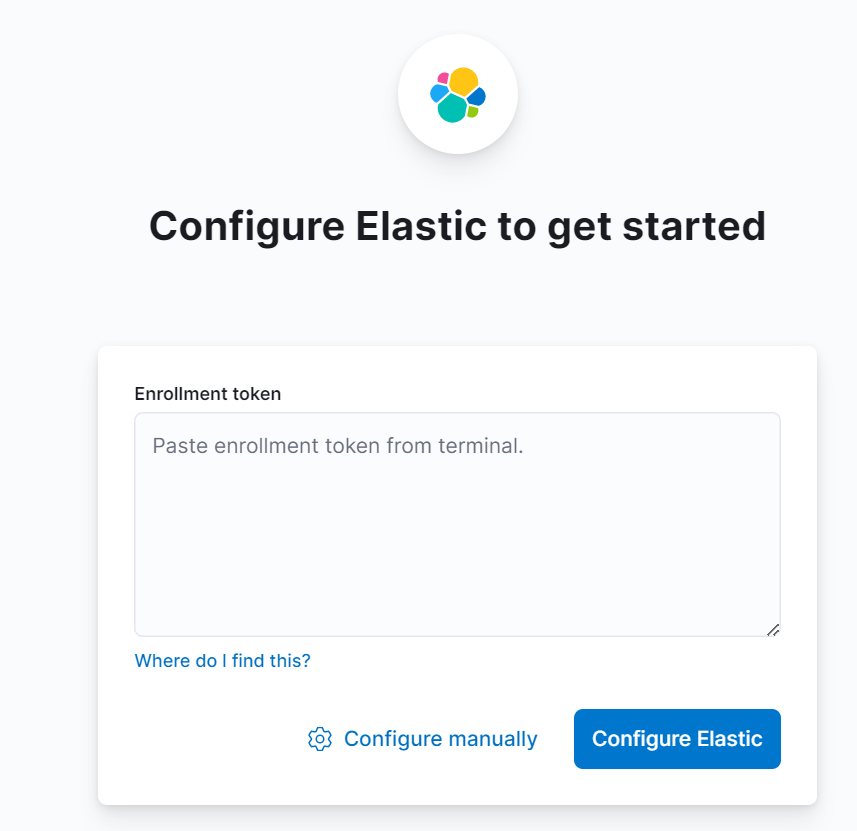 Configure Elastic to get started
Enrollment token
Paste enrollment token from terminal.
Where do I find this?
Configure manually
Configure Elastic